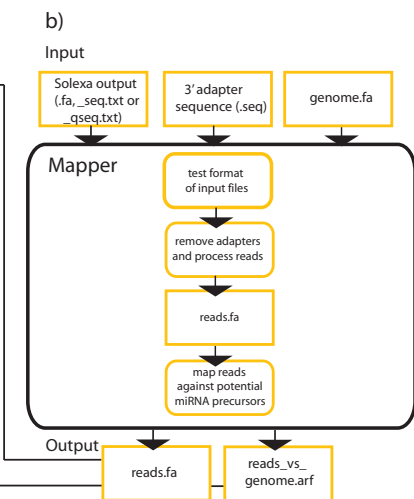 b)
Input
Solexa output
(.fa, _seq.txt or
_qseq.txt)
3' adapter
sequence (.seq)
genome.fa
Mapper
test format
of input files
remove adapters
and process reads
reads.fa
map reads
against potential
miRNA precursors
Output
reads.fa
reads_vs_
genome.arf